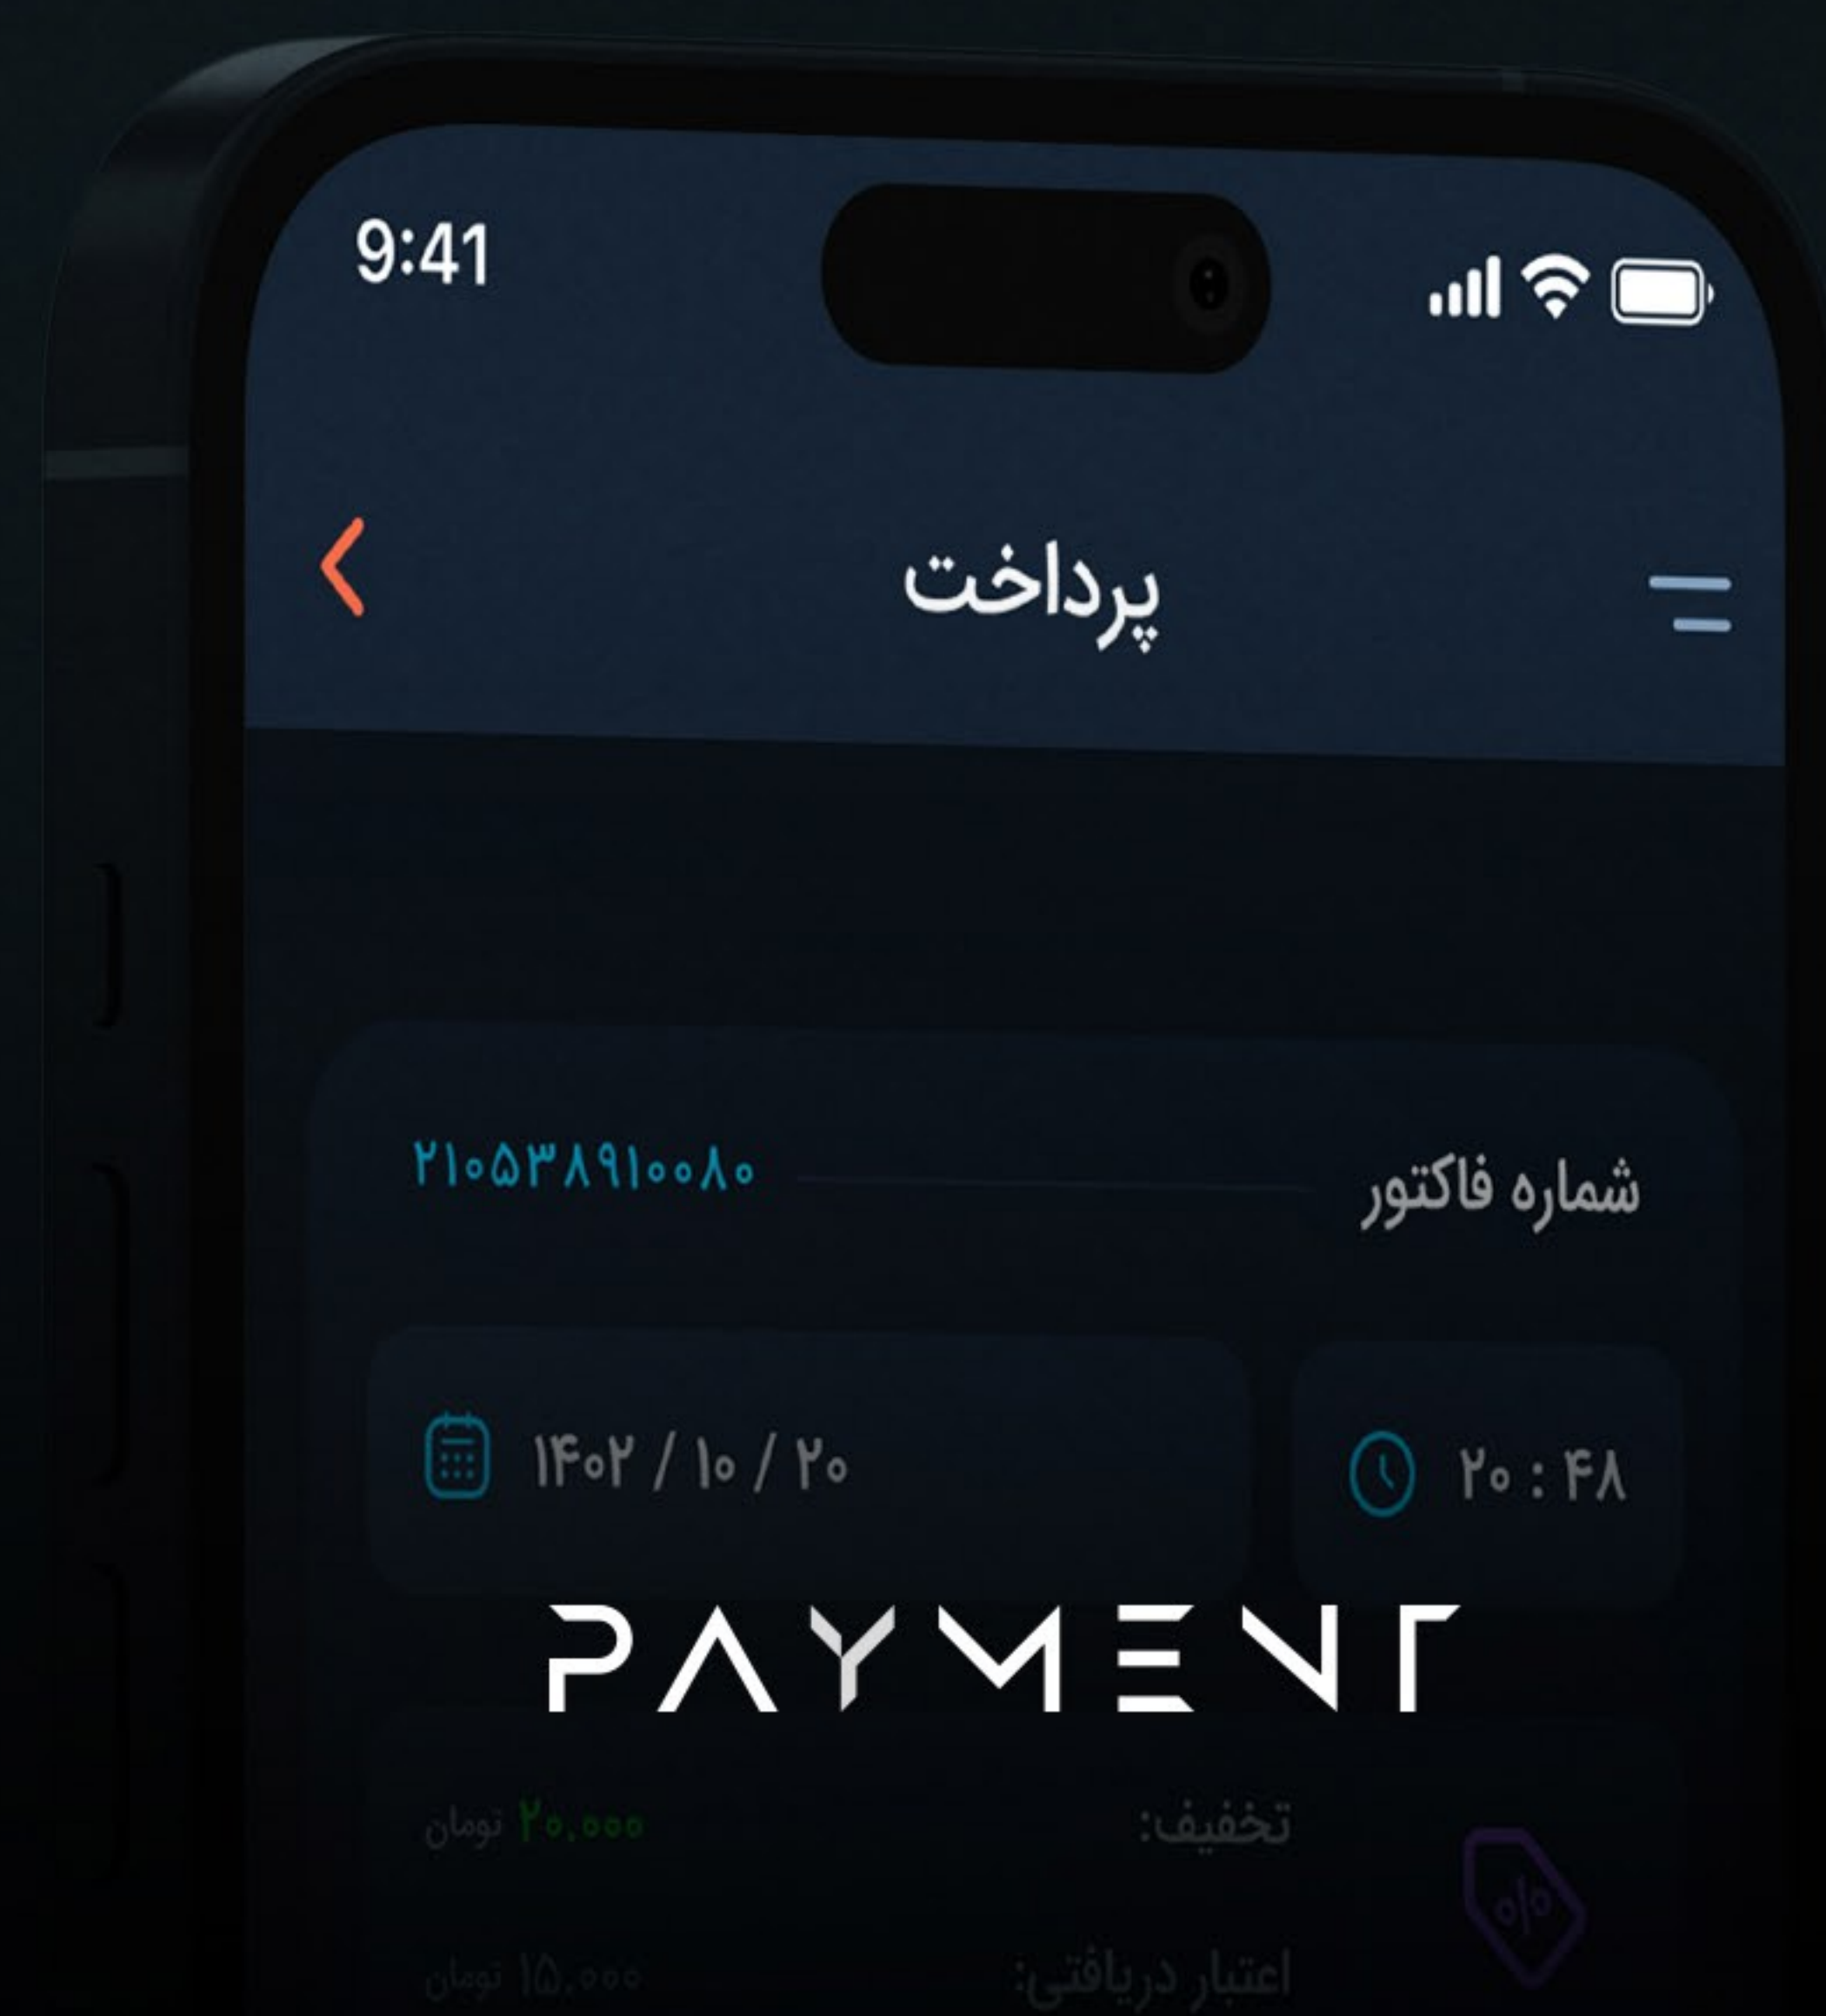 9:41
پرداخت
شماره فاکتور ۲۱۰۵۳۸۹۱۰۰۸۰
۲۰ : ۴۸ ۱۴۰۲ / ۱۰ / ۲۰
PAYMENT
تخفیف: ۲۰.۰۰۰ تومان
%
اعتبار دریافتی: ۱۵.۰۰۰ تومان